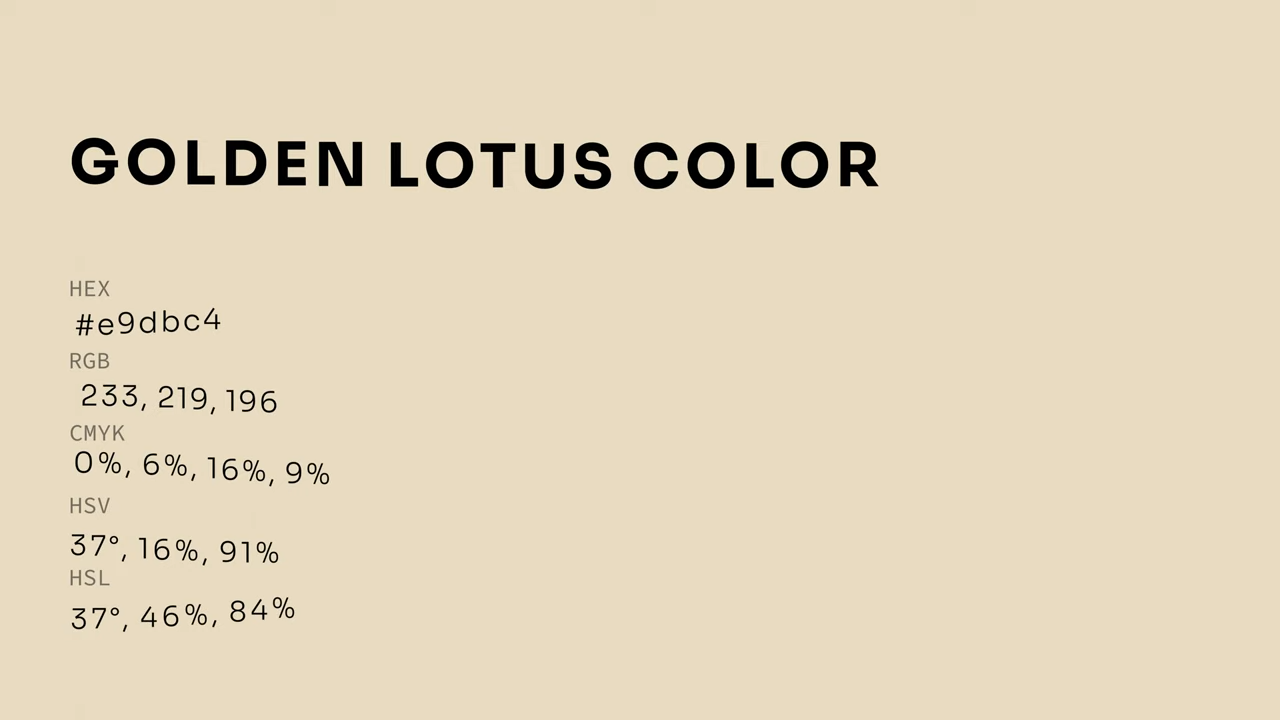 GOLDEN LOTUS COLOR
HEX
#e9dbc4
RGB
233, 219, 196
CMYK
0%, 6%, 16%, 9%
HSV
37°, 16%, 91%
HSL
37°, 46%, 84%